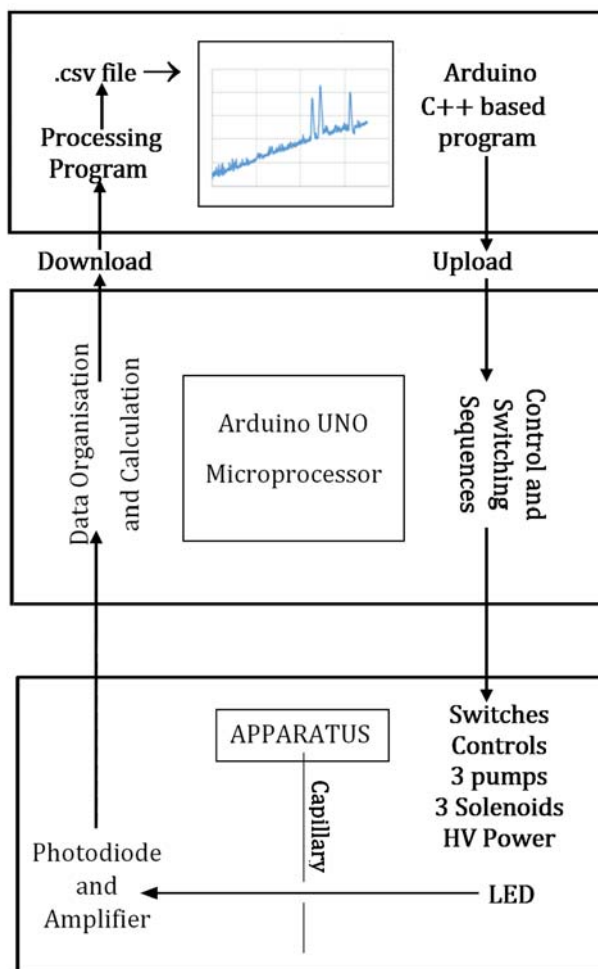 .csv file
Processing
Program
Arduino
C++ based
program
Download
Upload
Data Organisation
and Calculation
Arduino UNO
Microprocessor
Control and
Switching
Sequences
APPARATUS
Capillary
Switches
Controls
3 pumps
3 Solenoids
HV Power
Photodiode
and
Amplifier
LED